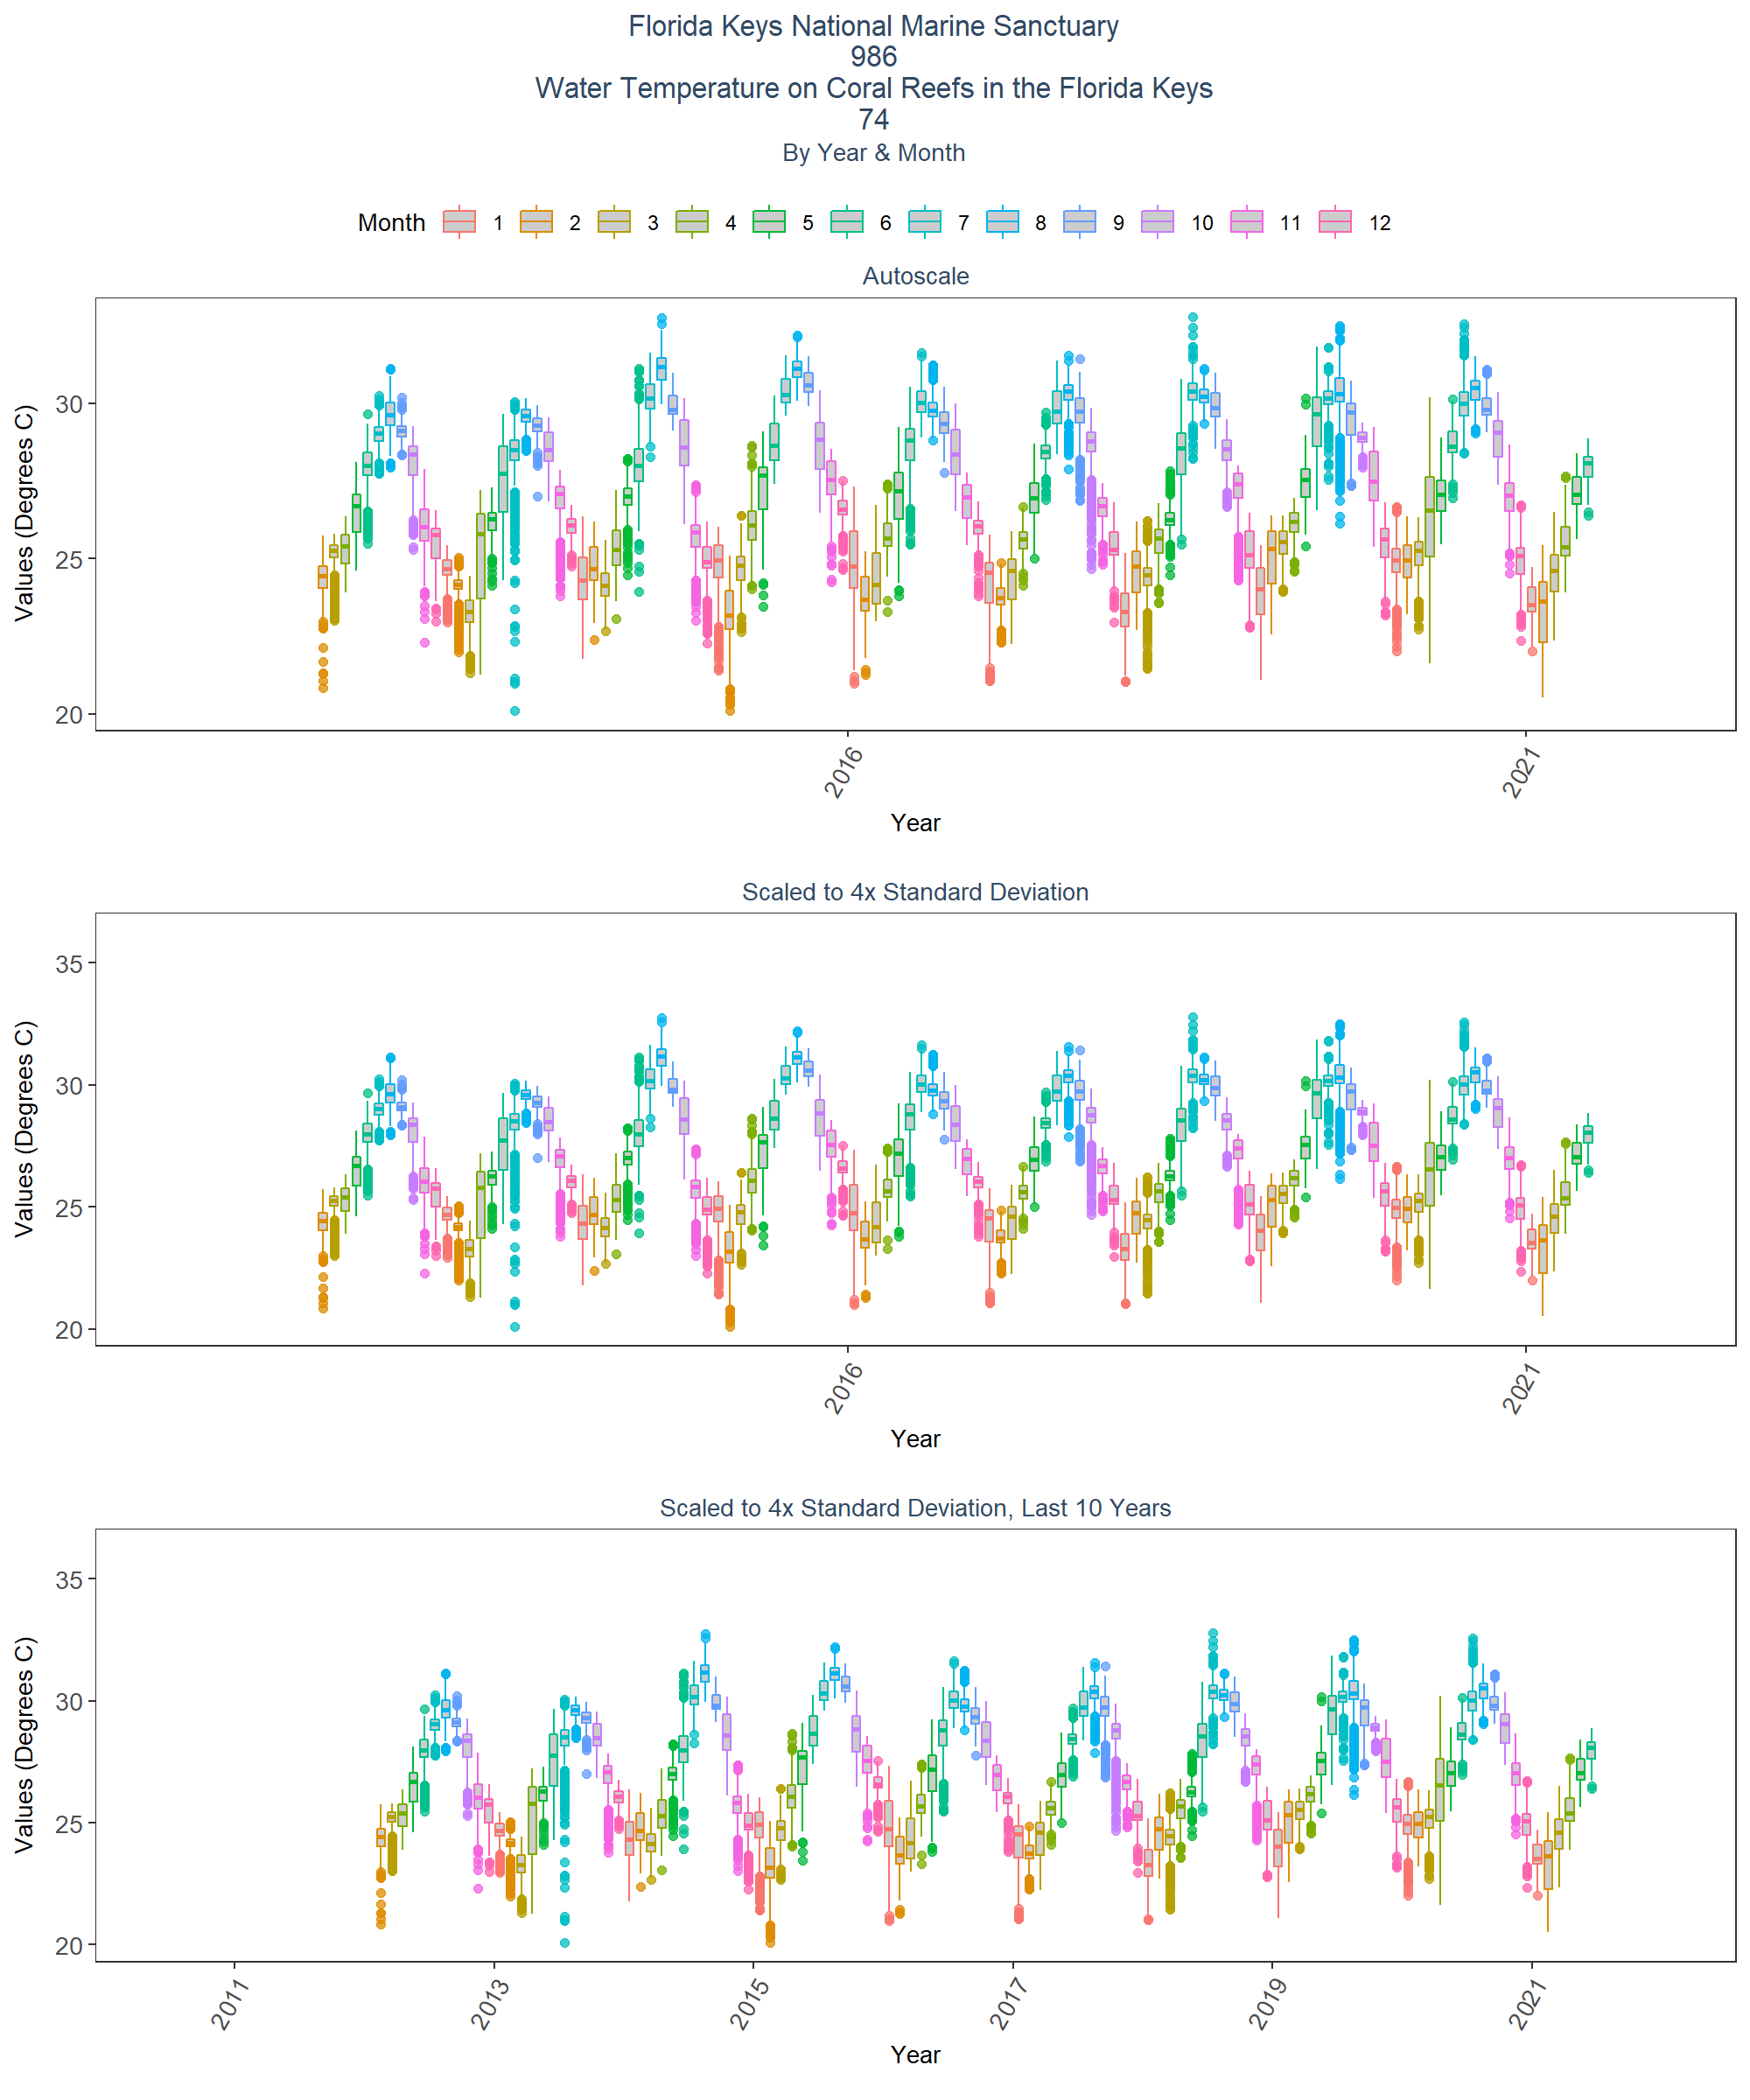 Florida Keys National Marine Sanctuary
986
Water Temperature on Coral Reefs in the Florida Keys
74
By Year & Month
Month 1 2 3 4 5 6 7 8 9 10 11 12
Autoscale
Values (Degrees C)
30
25
20
2016 2021
Year
Scaled to 4x Standard Deviation
Values (Degrees C)
35
30
25
20
2016 2021
Year
Scaled to 4x Standard Deviation, Last 10 Years
Values (Degrees C)
35
30
25
20
2011 2013 2015 2017 2019 2021
Year